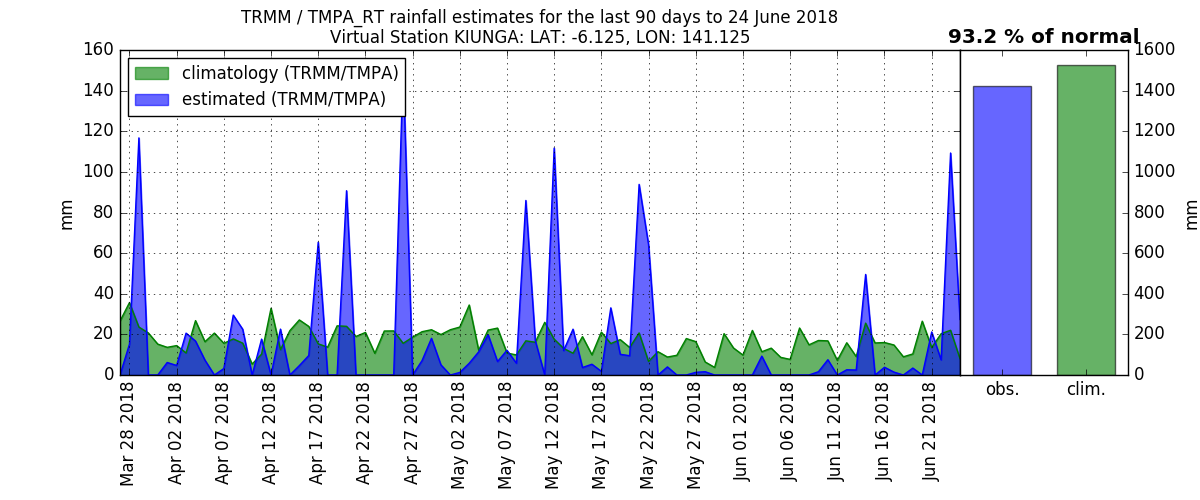 TRMM / TMPA_RT rainfall estimates for the last 90 days to 24 June 2018
Virtual Station KIUNGA: LAT: -6.125, LON: 141.125
93.2 % of normal
climatology (TRMM/TMPA)
estimated (TRMM/TMPA)
mm
160
140
120
100
80
60
40
20
0
Mar 28 2018
Apr 02 2018
Apr 07 2018
Apr 12 2018
Apr 17 2018
Apr 22 2018
Apr 27 2018
May 02 2018
May 07 2018
May 12 2018
May 17 2018
May 22 2018
May 27 2018
Jun 01 2018
Jun 06 2018
Jun 11 2018
Jun 16 2018
Jun 21 2018
obs.
clim.
1600
1400
1200
1000
800
600
400
200
0
mm